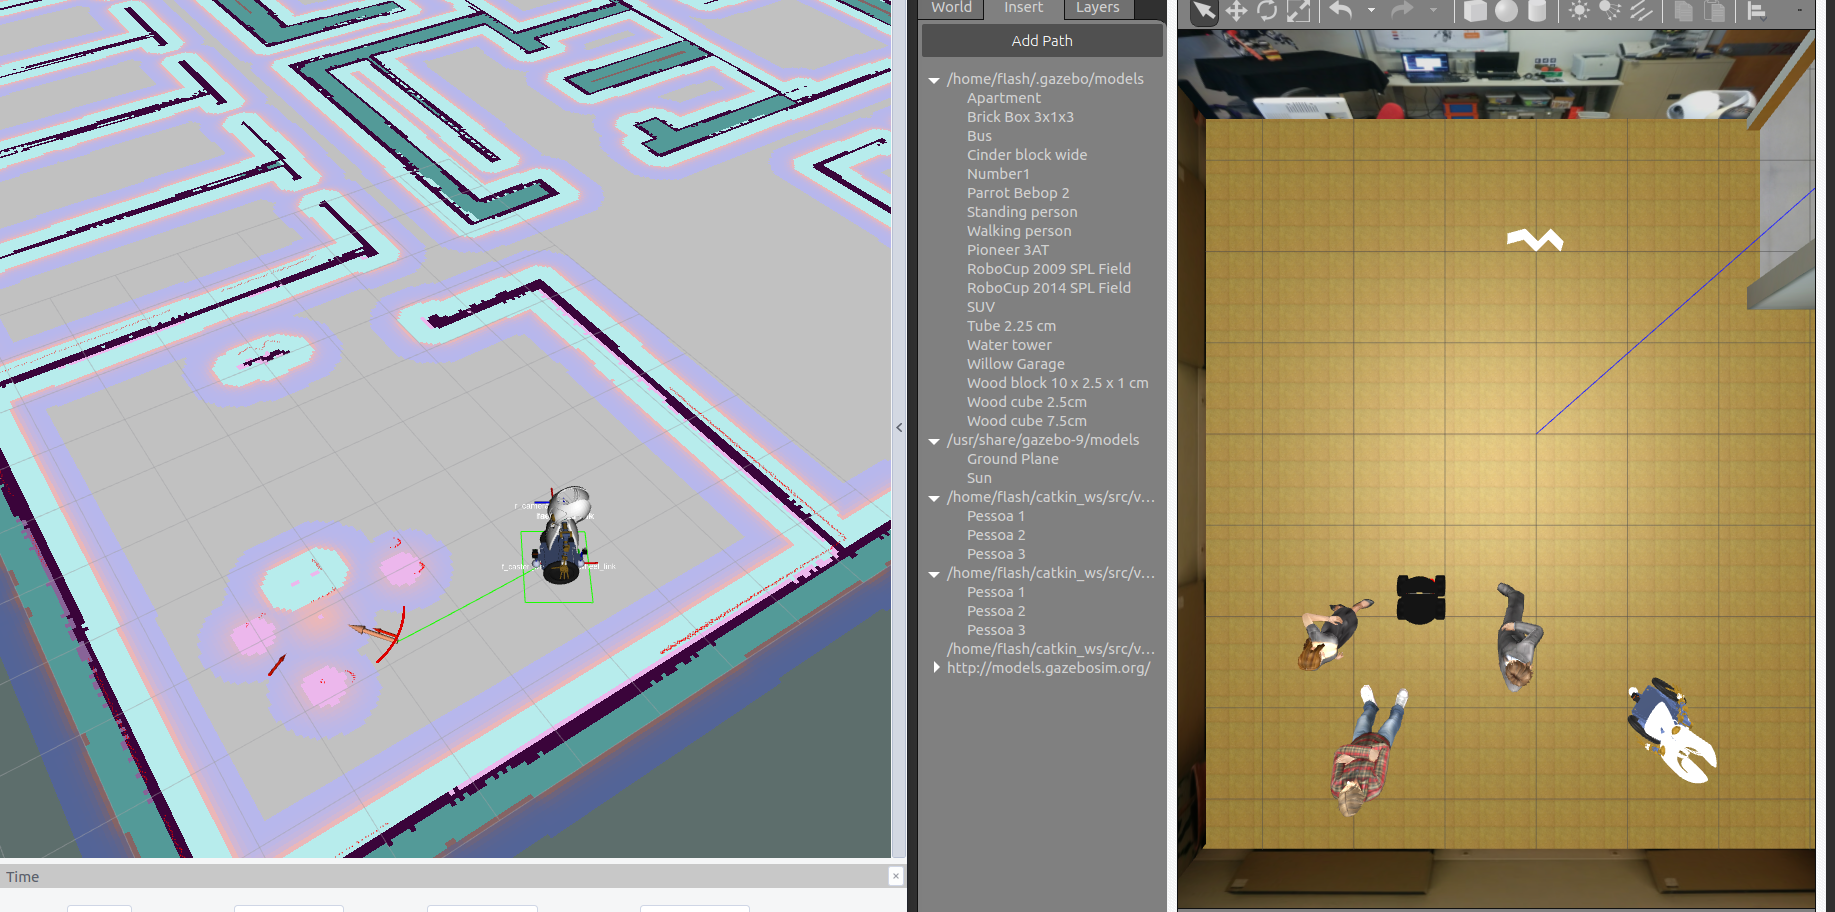 World Insert Layers
Add Path
/home/flash/.gazebo/models
Apartment
Brick Box 3x1x3
Bus
Cinder block wide
Number1
Parrot Bebop 2
Standing person
Walking person
Pioneer 3AT
RoboCup 2009 SPL Field
RoboCup 2014 SPL Field
SUV
Tube 2.25 cm
Water tower
Willow Garage
Wood block 10 x 2.5 x 1 cm
Wood cube 2.5cm
Wood cube 7.5cm
/usr/share/gazebo-9/models
Ground Plane
Sun
/home/flash/catkin_ws/src/v...
Pessoa 1
Pessoa 2
Pessoa 3
/home/flash/catkin_ws/src/v...
Pessoa 1
Pessoa 2
Pessoa 3
/home/flash/catkin_ws/src/v...
http://models.gazebosim.org/
Time